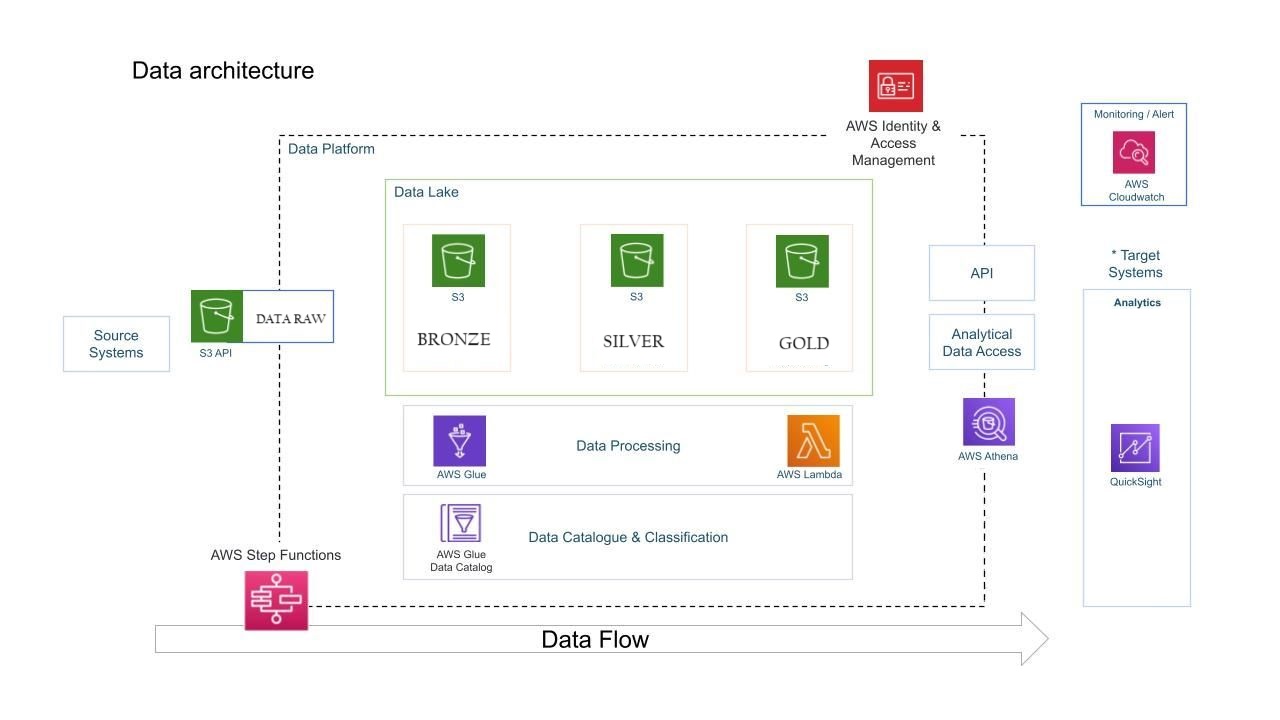 Data architecture
AWS Identity &
Access
Management
Monitoring / Alert
AWS
Cloudwatch
Data Platform
Data Lake
S3
BRONZE
S3
SILVER
S3
GOLD
Source
Systems
DATA RAW
S3 API
API
Analytical
Data Access
AWS Athena
* Target
Systems
Analytics
QuickSight
AWS Glue
Data Processing
AWS Lambda
AWS Glue
Data Catalog
Data Catalogue & Classification
AWS Step Functions
Data Flow